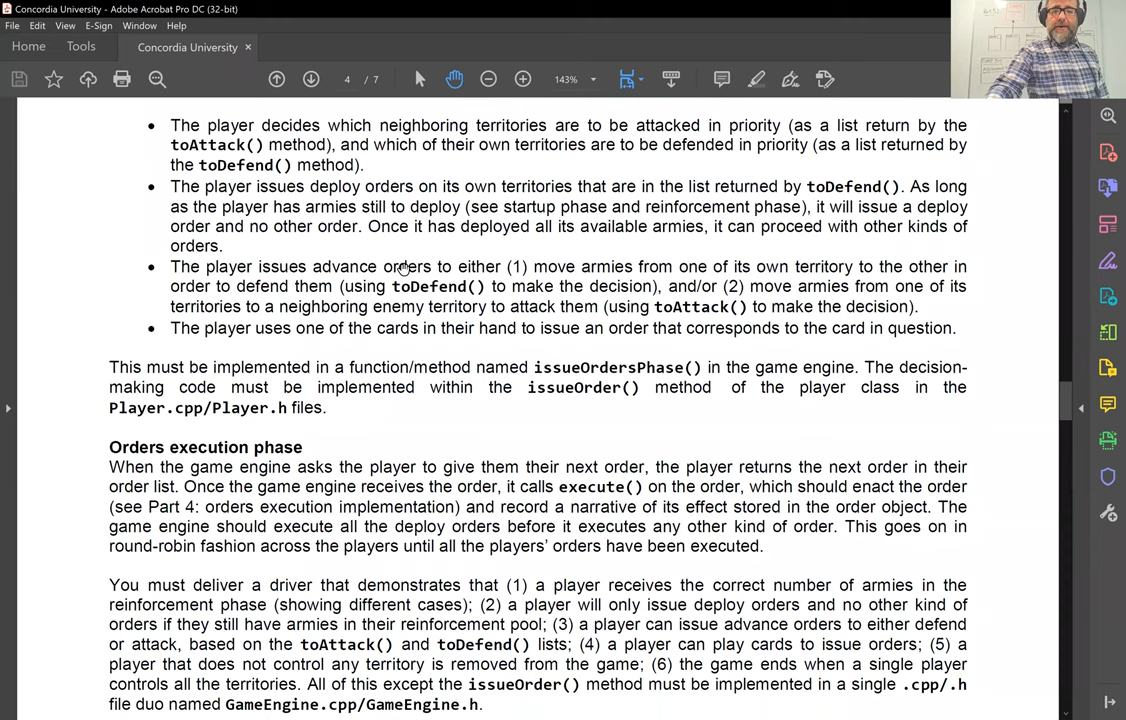 Concordia University - Adobe Acrobat Pro DC (32-bit)
File Edit View E-Sign Window Help
Home Tools Concordia University ×
4 / 7 143%
• The player decides which neighboring territories are to be attacked in priority (as a list return by the
toAttack() method), and which of their own territories are to be defended in priority (as a list returned by
the toDefend() method).
• The player issues deploy orders on its own territories that are in the list returned by toDefend(). As long
as the player has armies still to deploy (see startup phase and reinforcement phase), it will issue a deploy
order and no other order. Once it has deployed all its available armies, it can proceed with other kinds of
orders.
• The player issues advance orders to either (1) move armies from one of its own territory to the other in
order to defend them (using toDefend() to make the decision), and/or (2) move armies from one of its
territories to a neighboring enemy territory to attack them (using toAttack() to make the decision).
• The player uses one of the cards in their hand to issue an order that corresponds to the card in question.
This must be implemented in a function/method named issueOrdersPhase() in the game engine. The decision-
making code must be implemented within the issueOrder() method of the player class in the
Player.cpp/Player.h files.
Orders execution phase
When the game engine asks the player to give them their next order, the player returns the next order in their
order list. Once the game engine receives the order, it calls execute() on the order, which should enact the order
(see Part 4: orders execution implementation) and record a narrative of its effect stored in the order object. The
game engine should execute all the deploy orders before it executes any other kind of order. This goes on in
round-robin fashion across the players until all the players' orders have been executed.
You must deliver a driver that demonstrates that (1) a player receives the correct number of armies in the
reinforcement phase (showing different cases); (2) a player will only issue deploy orders and no other kind of
orders if they still have armies in their reinforcement pool; (3) a player can issue advance orders to either defend
or attack, based on the toAttack() and toDefend() lists; (4) a player can play cards to issue orders; (5) a
player that does not control any territory is removed from the game; (6) the game ends when a single player
controls all the territories. All of this except the issueOrder() method must be implemented in a single .cpp/.h
file duo named GameEngine.cpp/GameEngine.h.